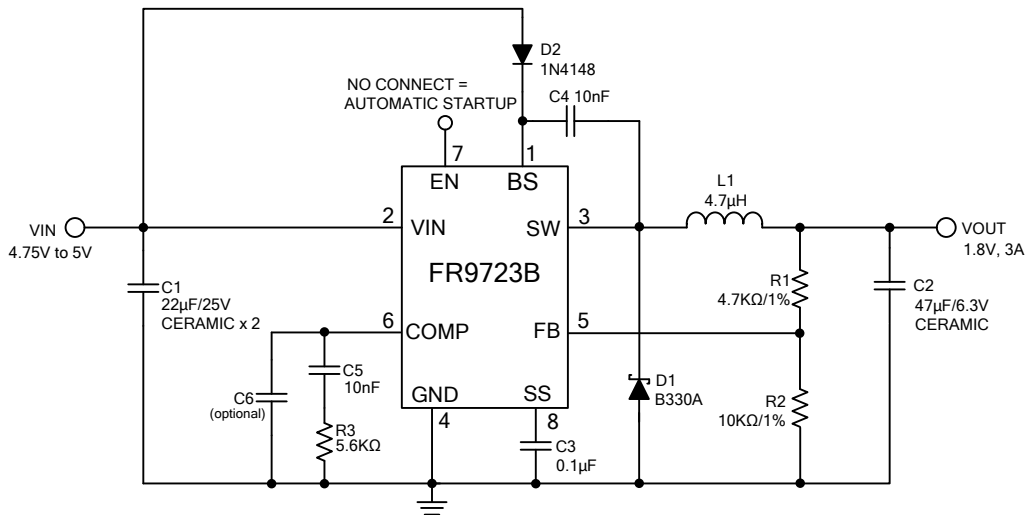 D2
1N4148
NO CONNECT =
AUTOMATIC STARTUP
C4 10nF
7
1
EN
BS
L1
4.7µH
VIN
4.75V to 5V
2
VIN
SW
3
VOUT
1.8V, 3A
FR9723B
C1
22µF/25V
CERAMIC x 2
R1
4.7KΩ/1%
C2
47µF/6.3V
CERAMIC
6
COMP
FB
5
C5
10nF
C6
(optional)
R3
5.6KΩ
GND
SS
4
8
C3
0.1µF
D1
B330A
R2
10KΩ/1%